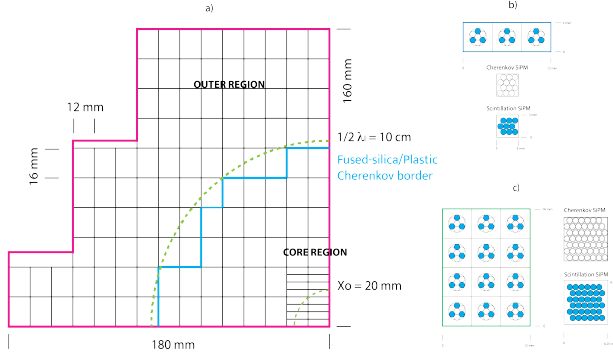 a)
b)
OUTER REGION
160 mm
12 mm
16 mm
1/2 λI = 10 cm
Fused-silica/Plastic
Cherenkov border
CORE REGION
Xo = 20 mm
180 mm
Cherenkov SiPM
Scintillation SiPM
c)
Cherenkov SiPM
Scintillation SiPM